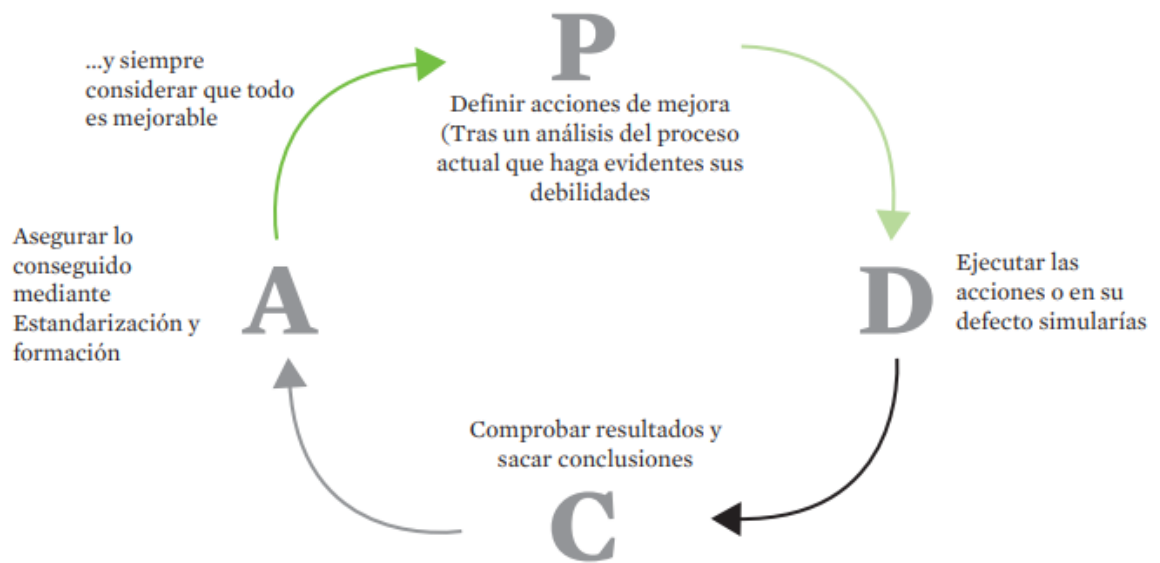 P
Definir acciones de mejora
(Tras un análisis del proceso
actual que haga evidentes sus
debilidades
D
Ejecutar las
acciones o en su
defecto simularías
Comprobar resultados y
sacar conclusiones
C
A
Asegurar lo
conseguido
mediante
Estandarización y
formación
...y siempre
considerar que todo
es mejorable